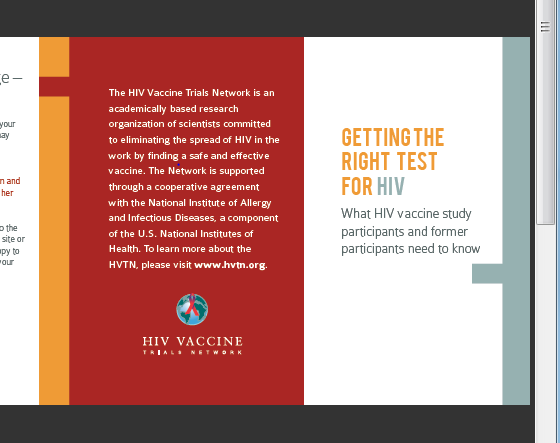 ge –
your
ay
n and
her
o the
site or
py to
your
The HIV Vaccine Trials Network is an
academically based research
organization of scientists committed
to eliminating the spread of HIV in the
work by finding a safe and effective
vaccine. The Network is supported
through a cooperative agreement
with the National Institute of Allergy
and Infectious Diseases, a component
of the U.S. National Institutes of
Health. To learn more about the
HVTN, please visit www.hvtn.org.
HIV VACCINE
TRIALS NETWORK
GETTING THE
RIGHT TEST
FOR HIV
What HIV vaccine study
participants and former
participants need to know